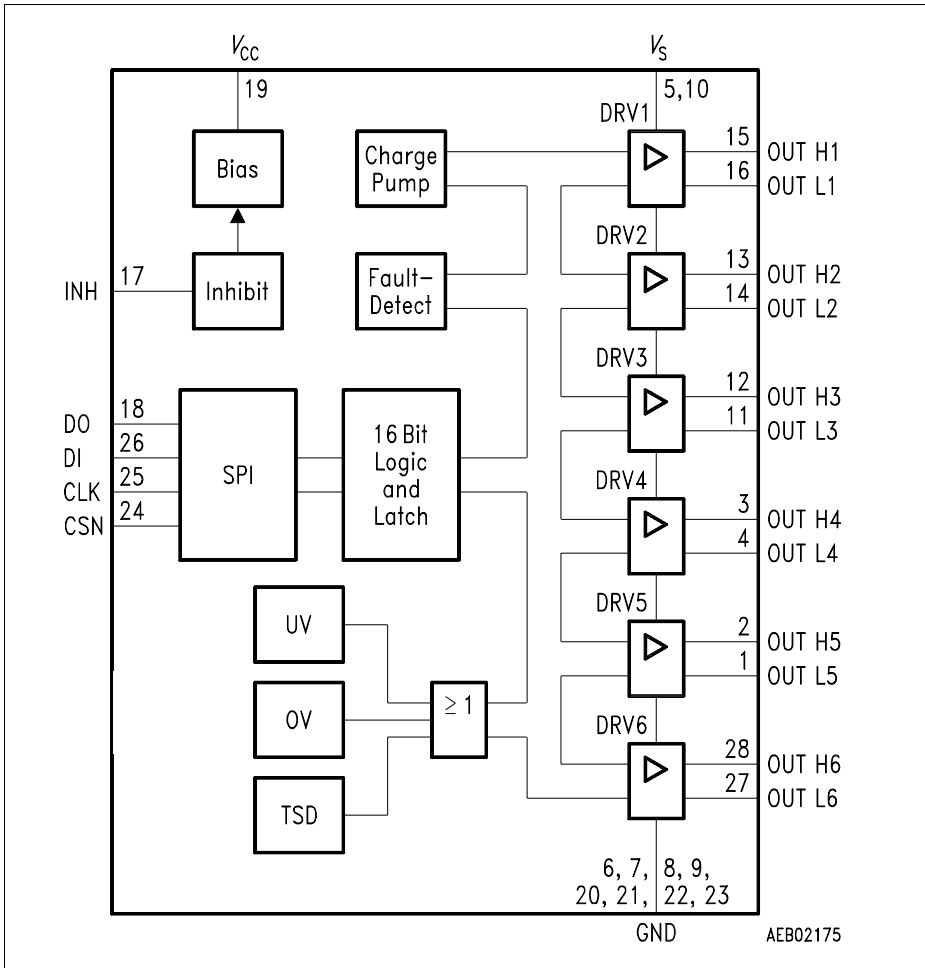 VCC
VS
19
5,10
DRV1
15
OUT H1
Bias
Charge
Pump
16
OUT L1
DRV2
13
OUT H2
INH
17
Inhibit
Fault-
Detect
14
OUT L2
DRV3
12
OUT H3
DO
18
11
OUT L3
DI
26
16 Bit
Logic
and
Latch
SPI
CLK
25
DRV4
CSN
24
3
OUT H4
4
OUT L4
DRV5
UV
2
OUT H5
1
OUT L5
≥ 1
OV
DRV6
28
OUT H6
27
OUT L6
TSD
6, 7, 8, 9,
20, 21, 22, 23
GND
AEB02175